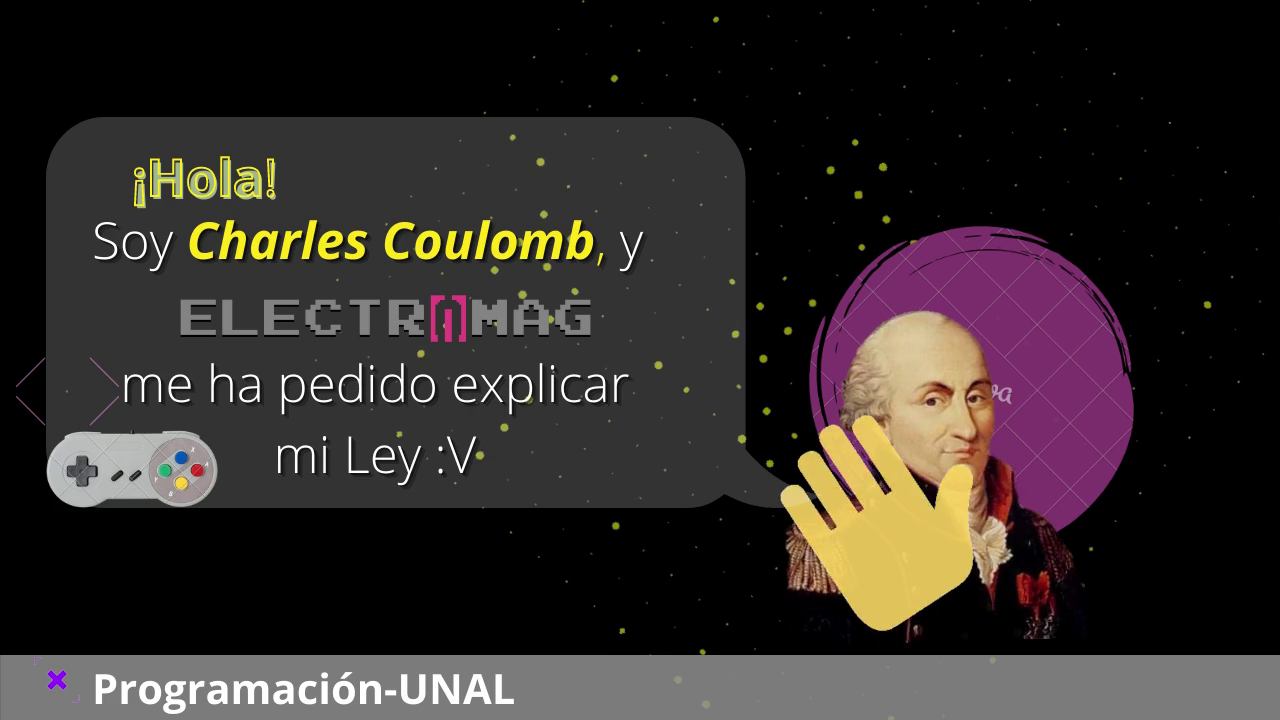 ¡Hola!
Soy Charles Coulomb, y
ELECTR[i]MAG
me ha pedido explicar
mi Ley :V
Programación-UNAL